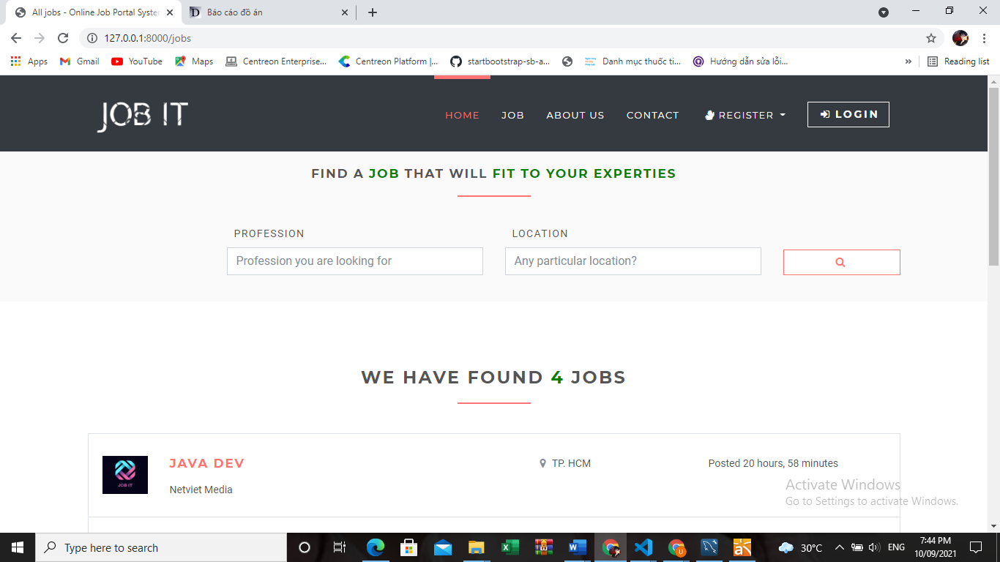 All jobs - Online Job Portal Syster
Báo cáo đồ án
127.0.0.1:8000/jobs
Apps
Gmail
YouTube
Maps
Centreon Enterprise...
Centreon Platform |...
startbootstrap-sb-a...
Danh mục thuốc ti...
Hướng dẫn sửa lỗi...
»
Reading list
JOB IT
HOME
JOB
ABOUT US
CONTACT
REGISTER
LOGIN
FIND A JOB THAT WILL FIT TO YOUR EXPERTIES
PROFESSION
LOCATION
Profession you are looking for
Any particular location?
WE HAVE FOUND 4 JOBS
JOB IT
JAVA DEV
TP. HCM
Posted 20 hours, 58 minutes
Netviet Media
Activate Windows
Go to Settings to activate Windows.
Type here to search
30°C
ENG
7:44 PM
10/09/2021